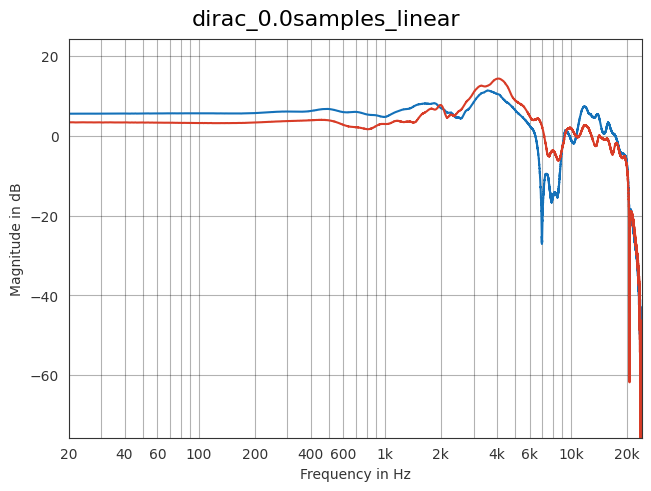 dirac_0.0samples_linear
20
0
−20
−40
−60
Magnitude in dB
20 40 60 100 200 400 600 1k 2k 4k 6k 10k 20k
Frequency in Hz